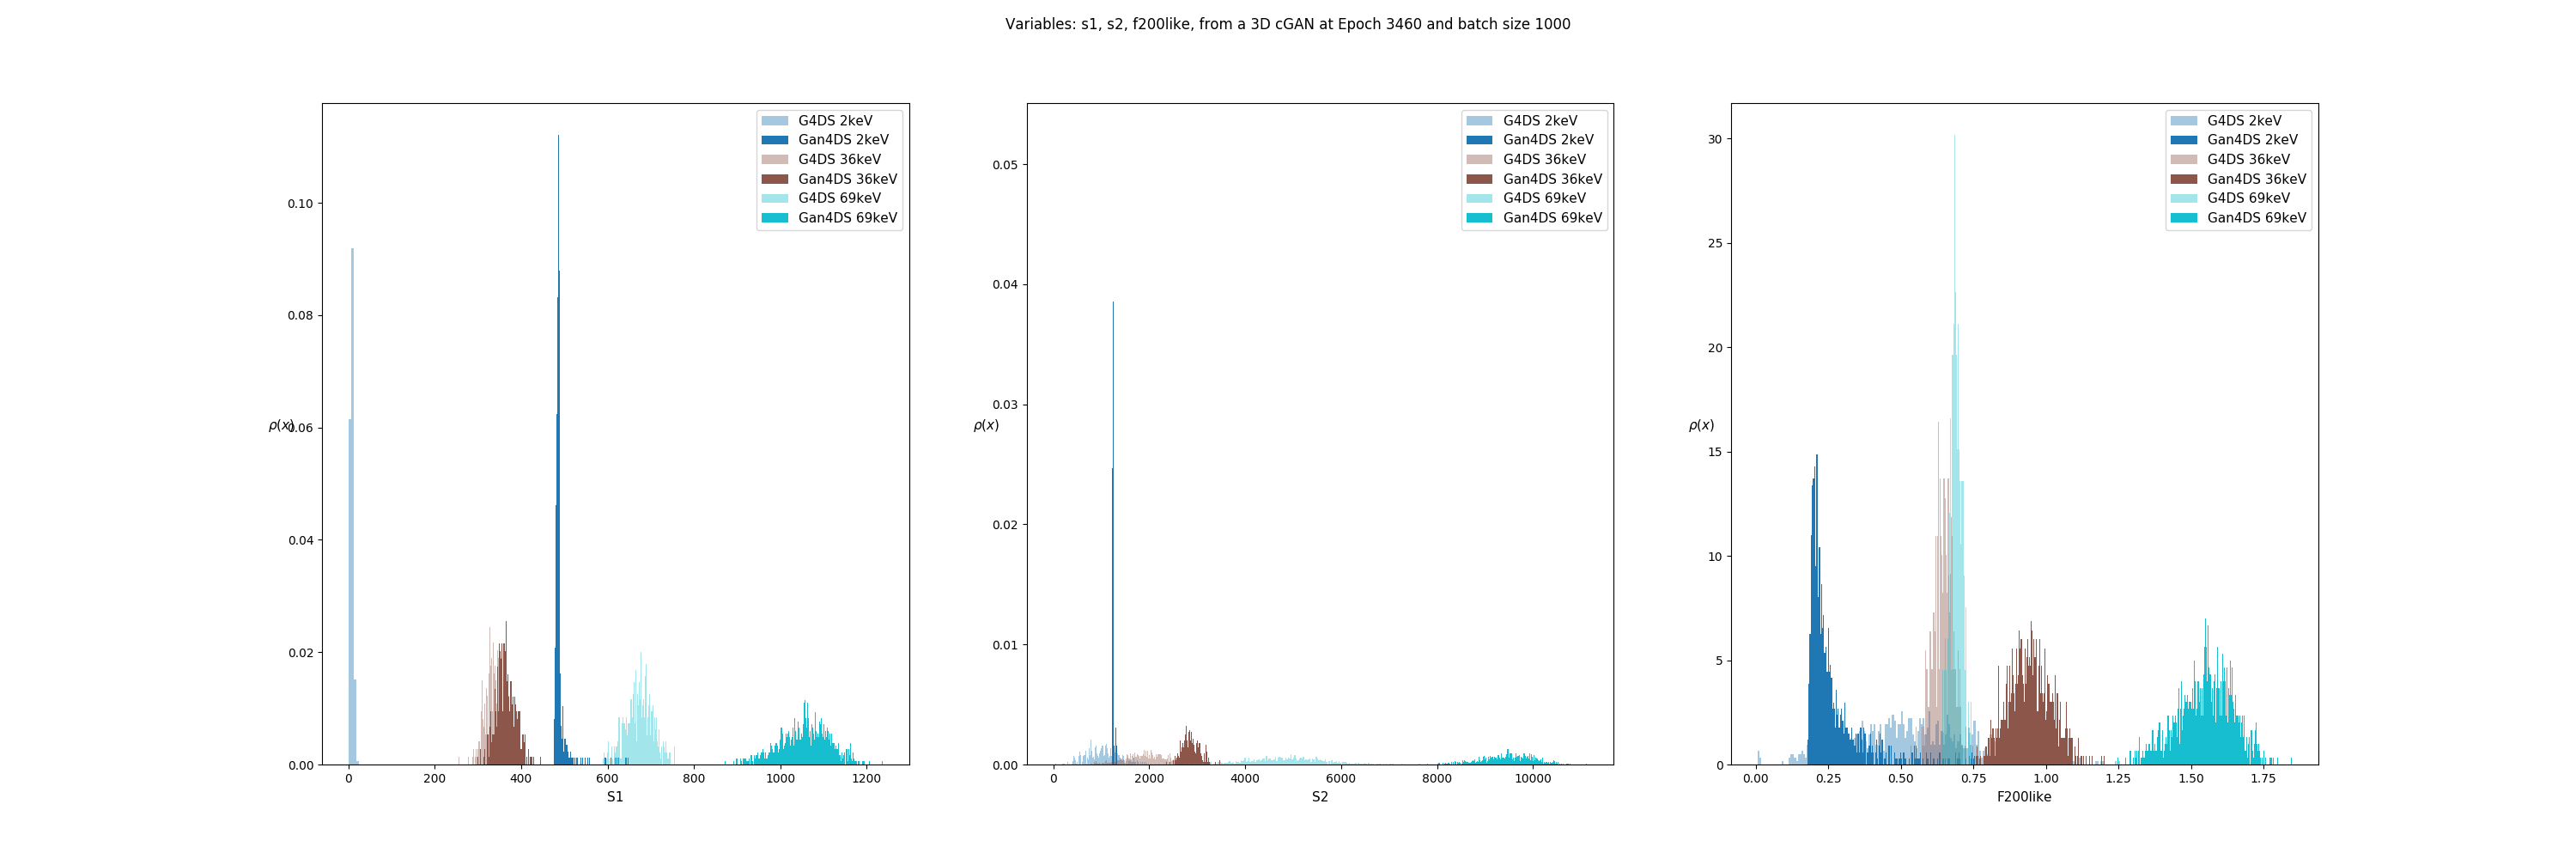 Variables: s1, s2, f200like, from a 3D cGAN at Epoch 3460 and batch size 1000
G4DS 2keV
Gan4DS 2keV
G4DS 36keV
Gan4DS 36keV
G4DS 69keV
Gan4DS 69keV
0.10
0.08
0.06
0.04
0.02
0.00
ρ(x)
0
200
400
600
800
1000
1200
S1
G4DS 2keV
Gan4DS 2keV
G4DS 36keV
Gan4DS 36keV
G4DS 69keV
Gan4DS 69keV
0.05
0.04
0.03
0.02
0.01
0.00
ρ(x)
0
2000
4000
6000
8000
10000
S2
G4DS 2keV
Gan4DS 2keV
G4DS 36keV
Gan4DS 36keV
G4DS 69keV
Gan4DS 69keV
30
25
20
15
10
5
0
ρ(x)
0.00
0.25
0.50
0.75
1.00
1.25
1.50
1.75
F200like